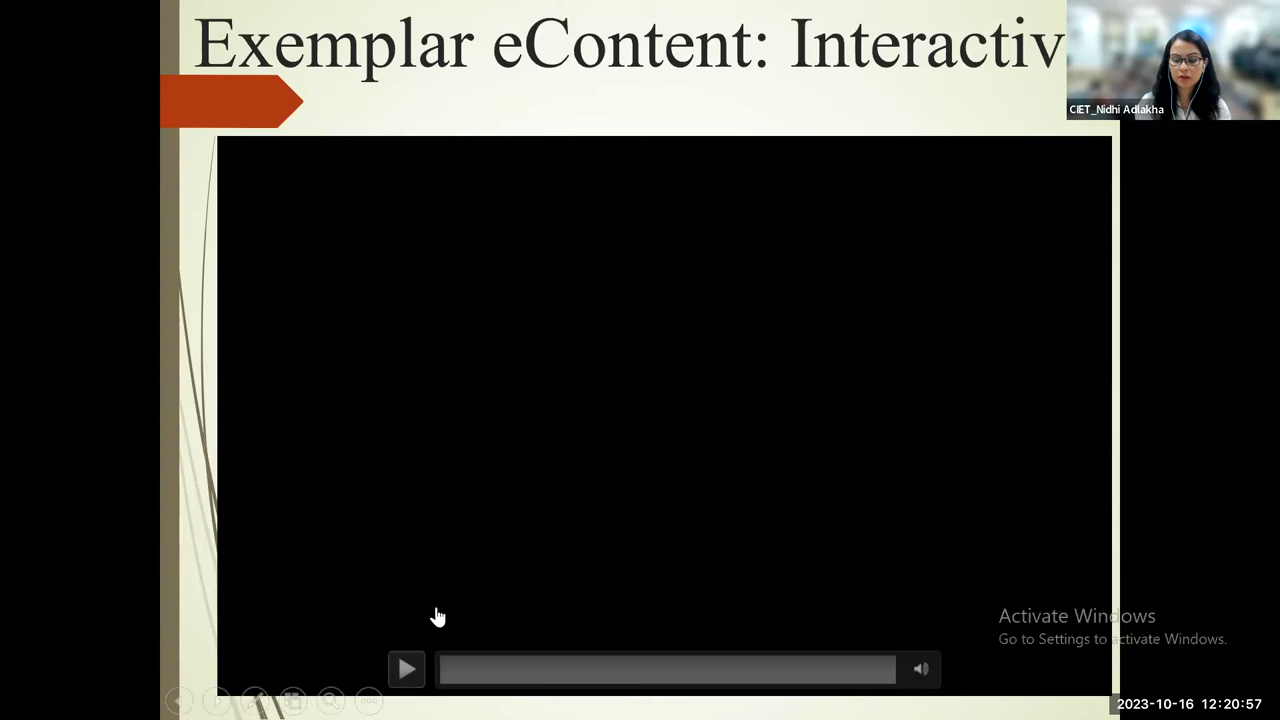 Exemplar eContent: Interactiv
CIET_Nidhi Adlakha
Activate Windows
Go to Settings to activate Windows.
2023-10-16 12:20:57